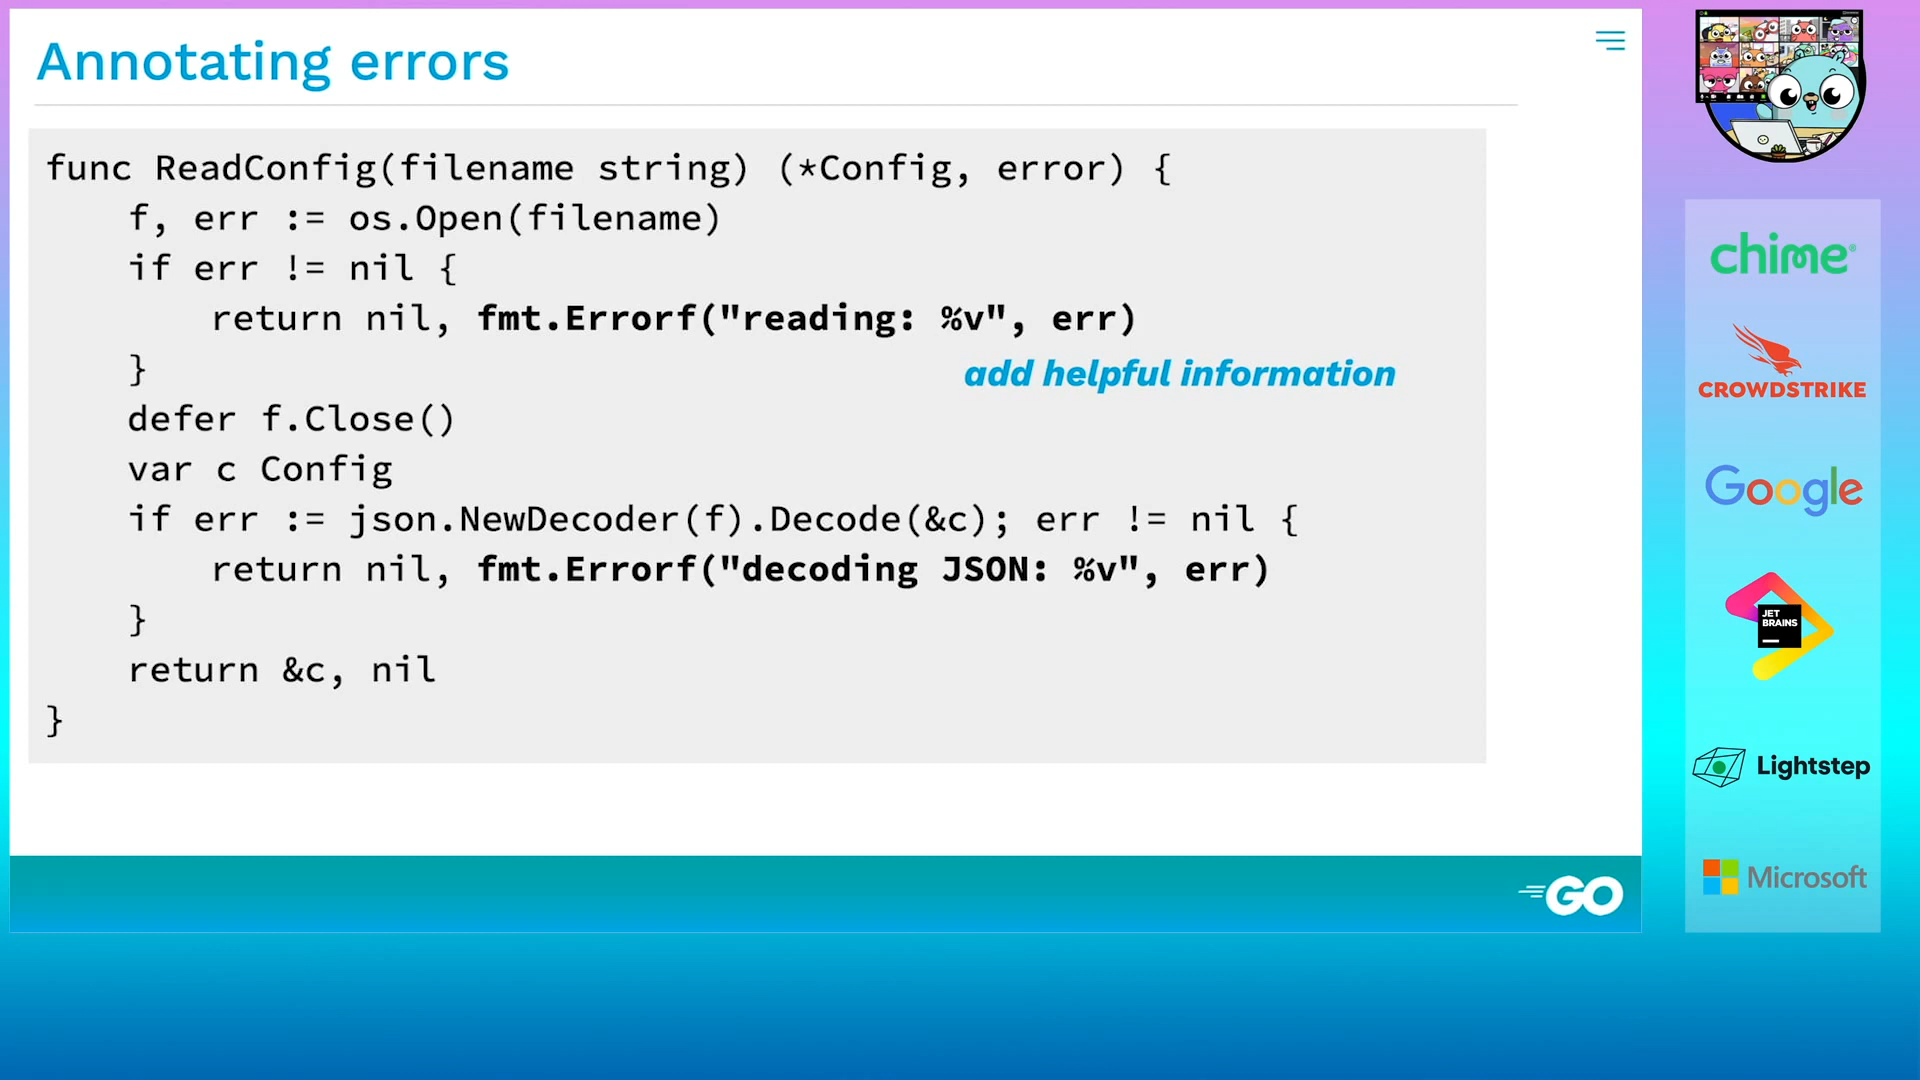 Annotating errors
func ReadConfig(filename string) (*Config, error) {
    f, err := os.Open(filename)
    if err != nil {
        return nil, fmt.Errorf("reading: %v", err)
    }
add helpful information
    defer f.Close()
    var c Config
    if err := json.NewDecoder(f).Decode(&c); err != nil {
        return nil, fmt.Errorf("decoding JSON: %v", err)
    }
    return &c, nil
}
GO
chime®
CROWDSTRIKE
Google
JET
BRAINS
Lightstep
Microsoft